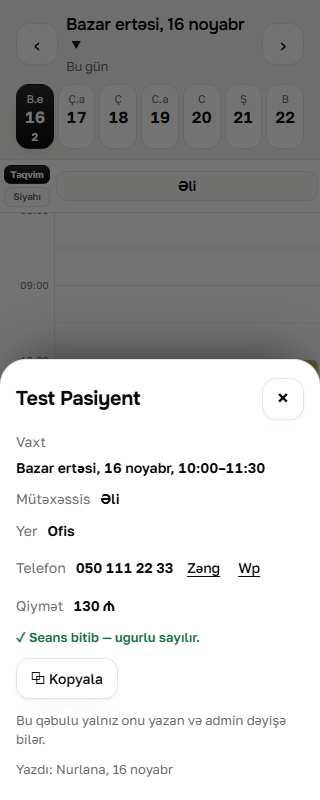 ‹
Bazar ertəsi, 16 noyabr
▼
Bu gün
›
B.e Ç.a Ç C.a C Ş B
16 17 18 19 20 21 22
2
Təqvim
Siyahı
Əli
09:00
Test Pasiyent
×
Vaxt
Bazar ertəsi, 16 noyabr, 10:00–11:30
Mütəxəssis Əli
Yer Ofis
Telefon 050 111 22 33 Zəng Wp
Qiymət 130 ₼
✓ Seans bitib — ugurlu sayılır.
Kopyala
Bu qəbulu yalnız onu yazan və admin dəyişə
bilər.
Yazdı: Nurlana, 16 noyabr